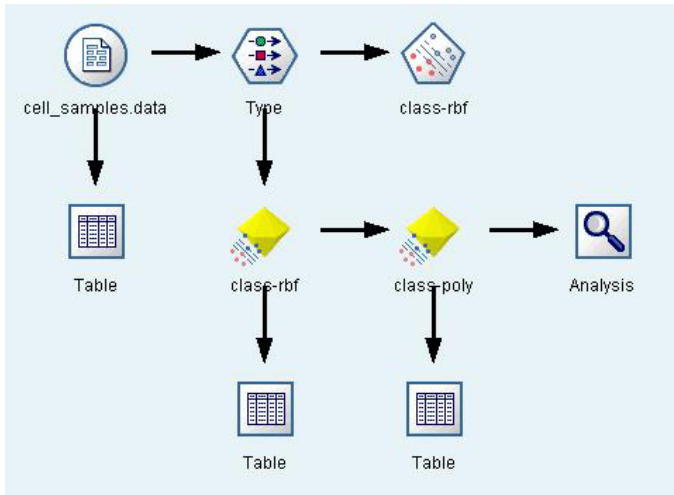 cell_samples.data
Type
class-rbf
Table
class-rbf
class-poly
Analysis
Table
Table